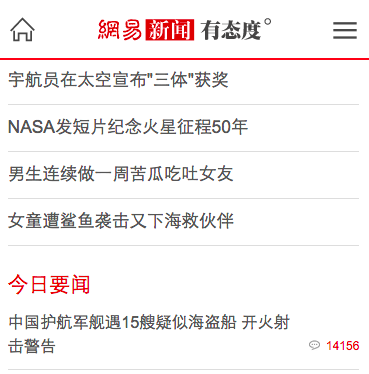 網易新闻 有态度°
宇航员在太空宣布"三体"获奖
NASA发短片纪念火星征程50年
男生连续做一周苦瓜吃吐女友
女童遭鲨鱼袭击又下海救伙伴
今日要闻
中国护航军舰遇15艘疑似海盗船 开火射
击警告
14156